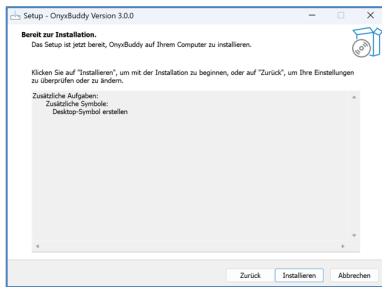 Setup - OnyxBuddy Version 3.0.0
Bereit zur Installation.
Das Setup ist jetzt bereit, OnyxBuddy auf Ihrem Computer zu installieren.
Klicken Sie auf "Installieren", um mit der Installation zu beginnen, oder auf "Zurück", um Ihre Einstellungen
zu überprüfen oder zu ändern.
Zusätzliche Aufgaben:
Zusätzliche Symbole:
Desktop-Symbol erstellen
Zurück
Installieren
Abbrechen